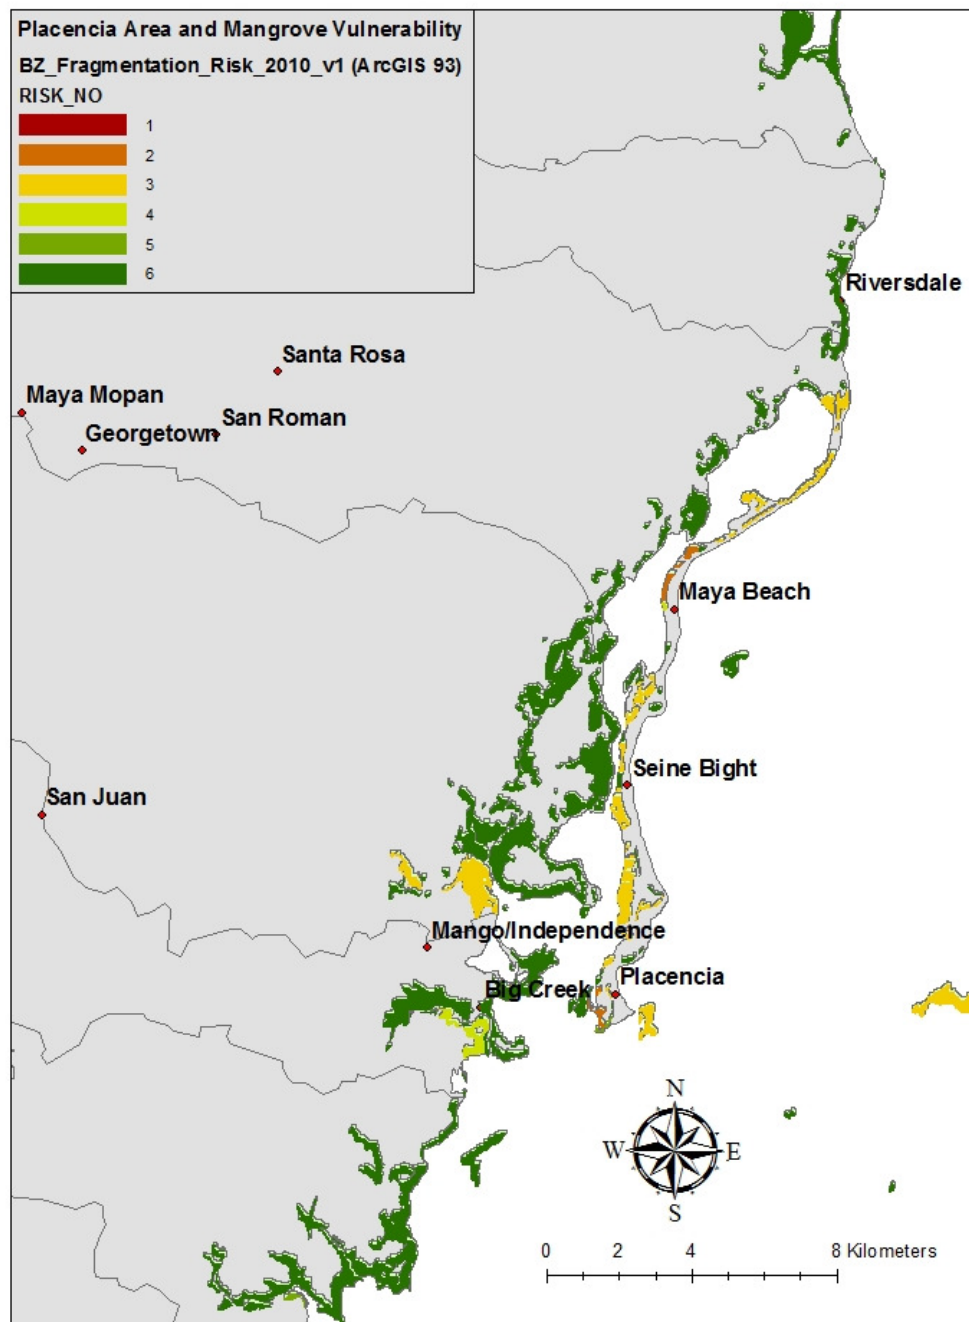 Placencia Area and Mangrove Vulnerability
BZ_Fragmentation_Risk_2010_v1 (ArcGIS 93)
RISK_NO
1
2
3
4
5
6
Riversdale
Santa Rosa
Maya Mopan
San Roman
Georgetown
Maya Beach
Seine Bight
San Juan
Mango/Independence
Placencia
Big Creek
N
W E
S
0 2 4 8 Kilometers